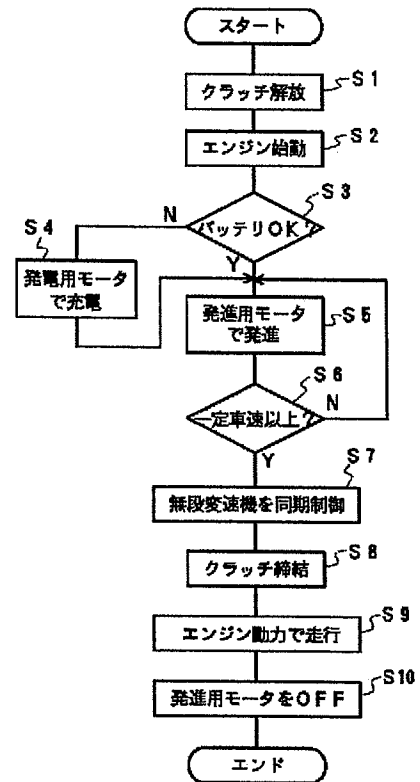 スタート
S1
クラッチ解放
S2
エンジン始動
S3
バッテリOK?
N
Y
S4
発電用モータ
で充電
発進用モータ
で発進
S5
S6
一定車速以上?
N
Y
S7
無段変速機を同期制御
S8
クラッチ締結
S9
エンジン動力で走行
S10
発進用モータをOFF
エンド